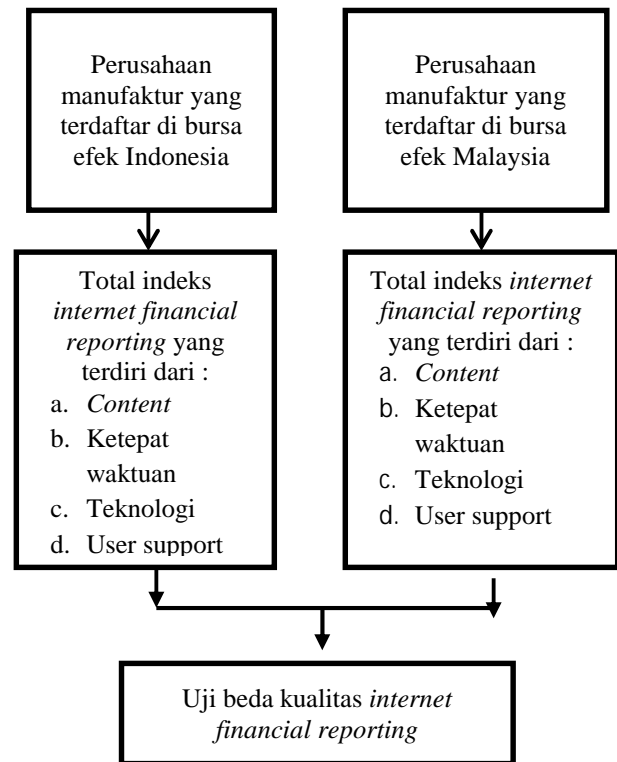 Perusahaan
manufaktur yang
terdaftar di bursa
efek Indonesia
Perusahaan
manufaktur yang
terdaftar di bursa
efek Malaysia
Total indeks
internet financial
reporting yang
terdiri dari :
a. Content
b. Ketepat
waktuan
c. Teknologi
d. User support
Total indeks internet
financial reporting
yang terdiri dari :
a. Content
b. Ketepat
waktuan
c. Teknologi
d. User support
Uji beda kualitas internet
financial reporting